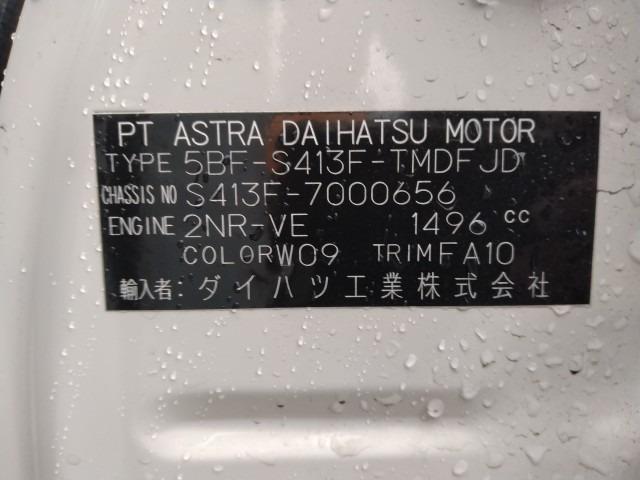 PT ASTRA DAIHATSU MOTOR
TYPE 5BF-S413F-TMDFJD
CHASSIS NO S413F-7000656
ENGINE 2NR-VE 1496 cc
COLOR W09 TRIM FA10
輸入者: ダイハツ工業株式会社